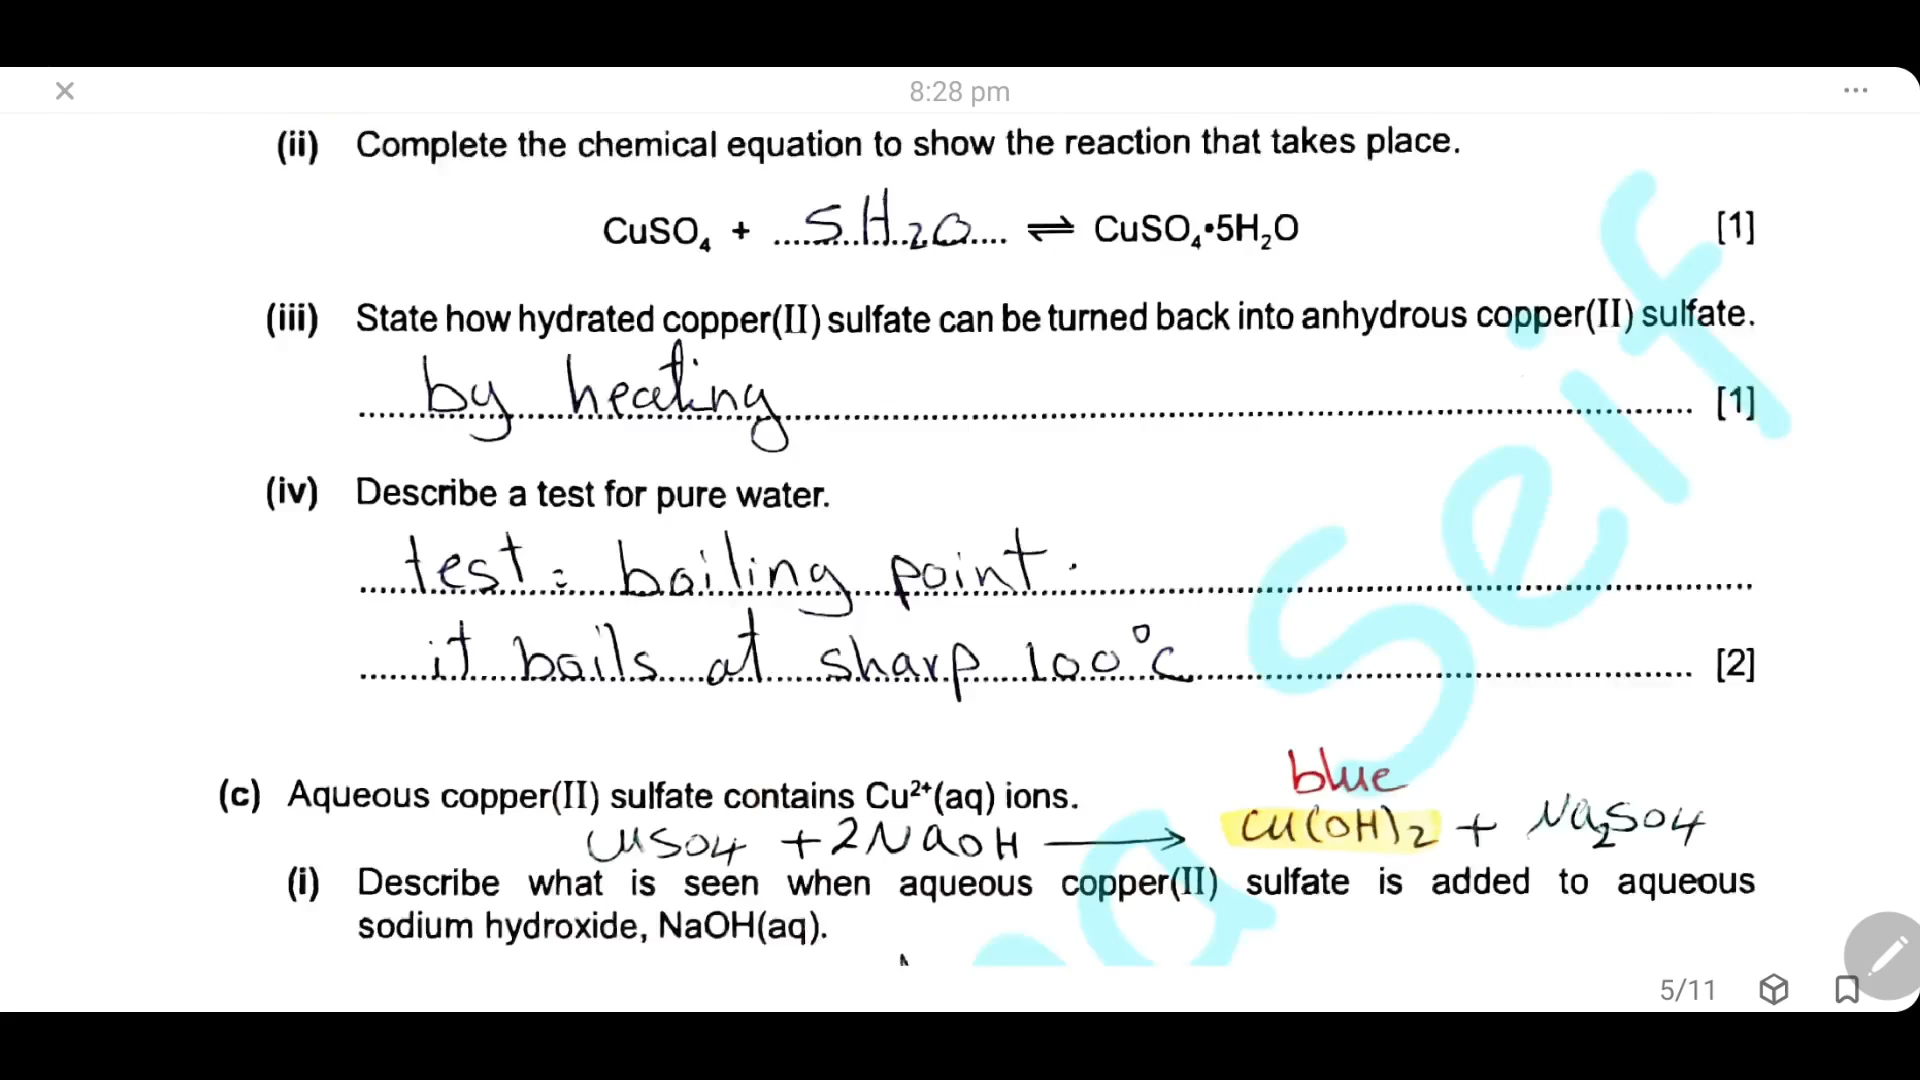 8:28 pm
(ii) Complete the chemical equation to show the reaction that takes place.
CuSO₄ + ...5H₂O.... ⇌ CuSO₄•5H₂O [1]
(iii) State how hydrated copper(II) sulfate can be turned back into anhydrous copper(II) sulfate.
by heating [1]
(iv) Describe a test for pure water.
test: boiling point.
it boils at sharp 100°C [2]
blue
(c) Aqueous copper(II) sulfate contains Cu²⁺(aq) ions.
CuSO4 + 2NaOH ⟶ Cu(OH)2 + Na2SO4
(i) Describe what is seen when aqueous copper(II) sulfate is added to aqueous
sodium hydroxide, NaOH(aq).
Seif
5/11